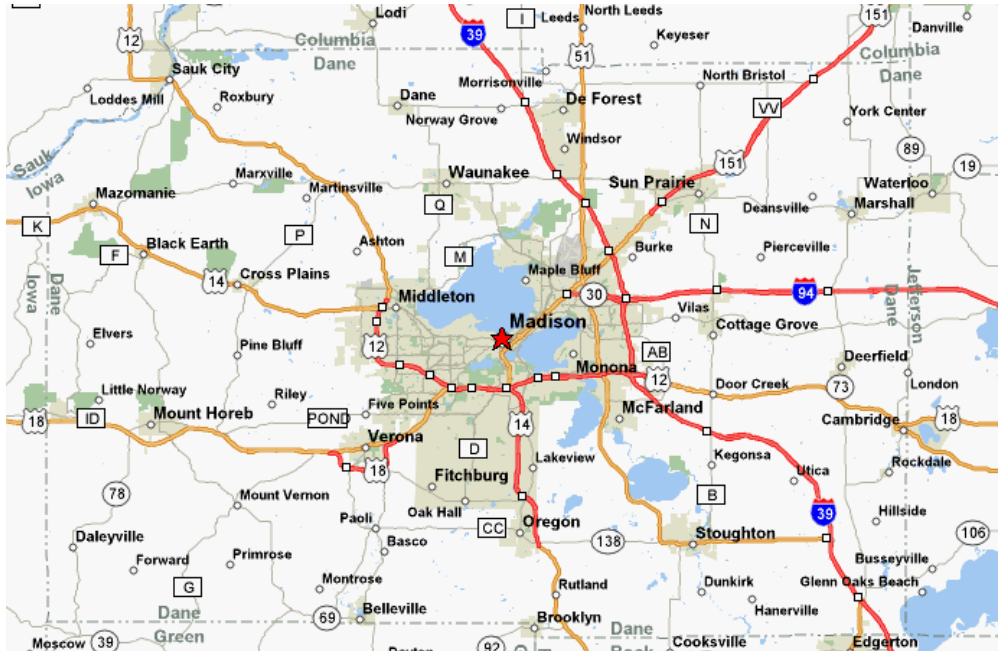 Lodi
I
Leeds
North Leeds
151
Danville
12
39
Keyeser
Columbia
Dane
51
Columbia
Dane
Sauk City
Morrisonville
North Bristol
Loddes Mill
Roxbury
Dane
De Forest
VV
Norway Grove
York Center
Windsor
Sauk
Iowa
89
151
19
Marxville
Waunakee
Sun Prairie
Mazomanie
Martinsville
Waterloo
Q
Deansville
Marshall
K
P
N
F
Black Earth
Ashton
M
Burke
Pierceville
14
Cross Plains
Maple Bluff
Dane
Iowa
Jefferson
Dane
30
94
Middleton
Vilas
Madison
Elvers
Cottage Grove
12
Pine Bluff
AB
Monona
Deerfield
12
Door Creek
73
London
Little Norway
Riley
ID
18
Mount Horeb
POND
Five Points
McFarland
14
Cambridge
18
Verona
D
18
Lakeview
Kegonsa
Rockdale
Fitchburg
Utica
78
Mount Vernon
Oak Hall
B
39
Hillside
Paoli
CC
Oregon
Stoughton
106
Daleyville
Basco
138
Forward
Primrose
Busseyville
Montrose
Rutland
Dunkirk
Glenn Oaks Beach
G
Hanerville
Dane
Green
69
Belleville
Brooklyn
Dane
Moscow
39
92
Cooksville
Edgerton